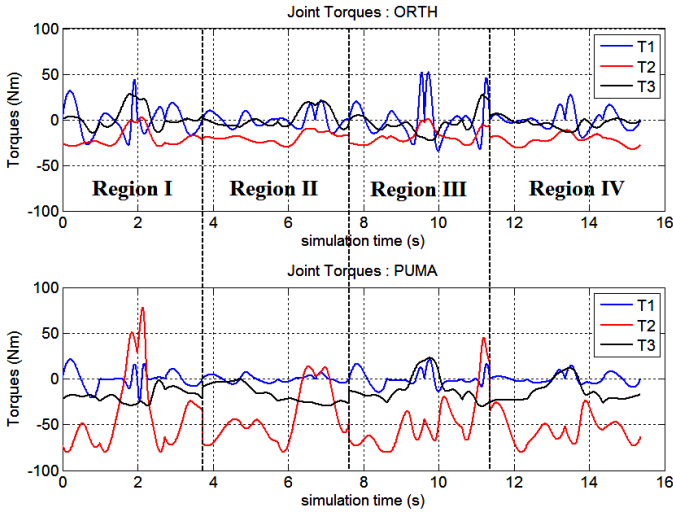 Joint Torques : ORTH
Torques (Nm)
100
50
0
-50
-100
T1
T2
T3
Region I
Region II
Region III
Region IV
0 2 4 6 8 10 12 14 16
simulation time (s)
Joint Torques : PUMA
Torques (Nm)
100
50
0
-50
-100
T1
T2
T3
0 2 4 6 8 10 12 14 16
simulation time (s)